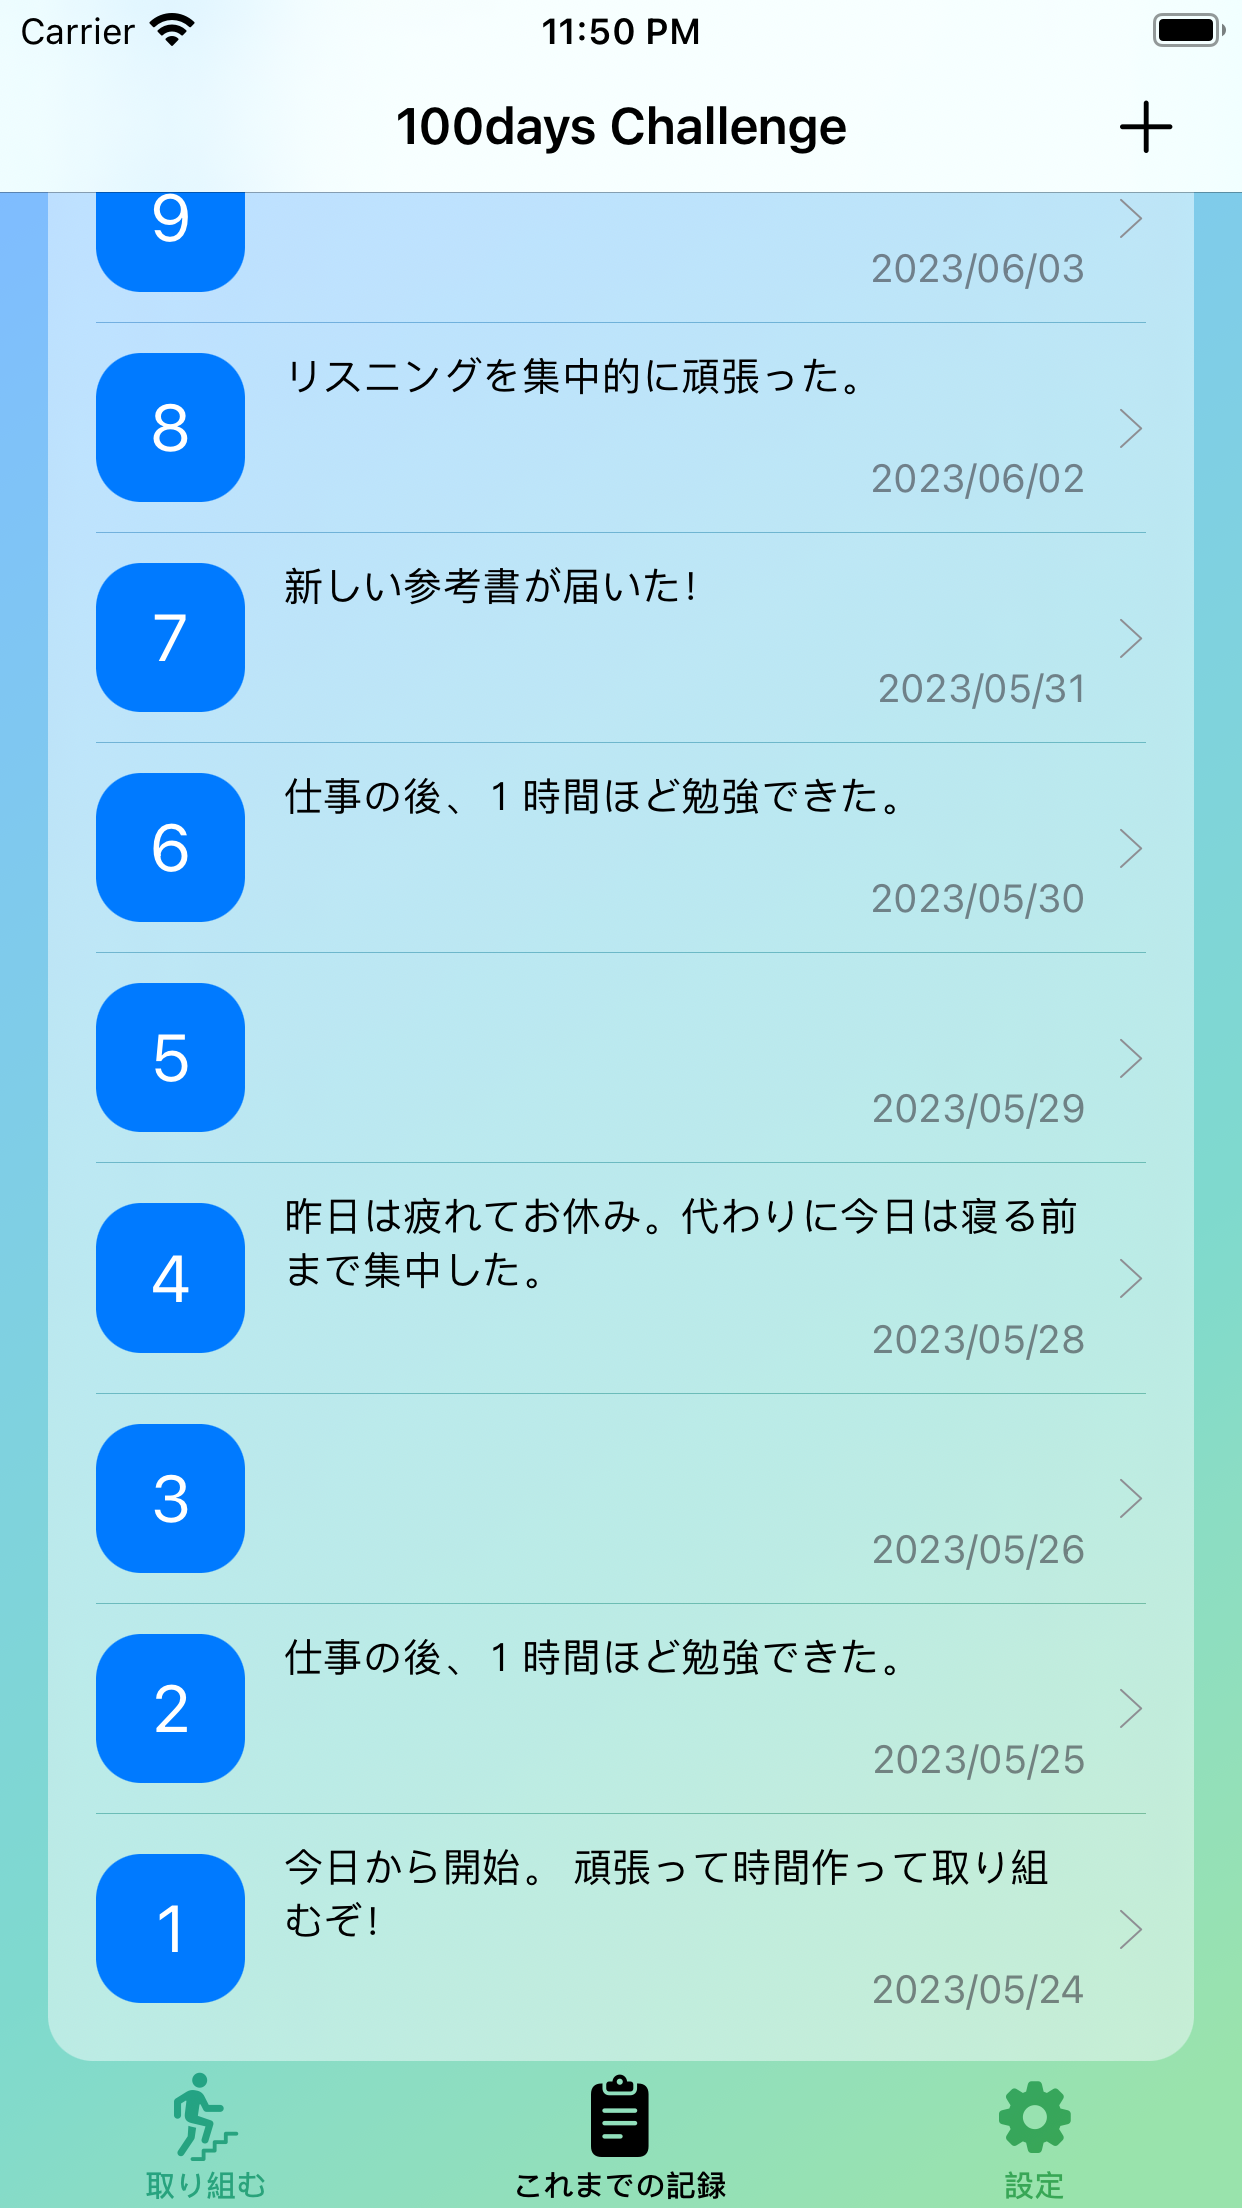 Carrier 11:50 PM
100days Challenge
9
2023/06/03
8
リスニングを集中的に頑張った。
2023/06/02
7
新しい参考書が届いた!
2023/05/31
6
仕事の後、1時間ほど勉強できた。
2023/05/30
5
2023/05/29
4
昨日は疲れてお休み。代わりに今日は寝る前
まで集中した。
2023/05/28
3
2023/05/26
2
仕事の後、1時間ほど勉強できた。
2023/05/25
1
今日から開始。 頑張って時間作って取り組
むぞ!
2023/05/24
取り組む これまでの記録 設定